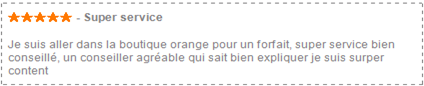 - Super service
Je suis aller dans la boutique orange pour un forfait, super service bien
conseillé, un conseiller agréable qui sait bien expliquer je suis surper
content